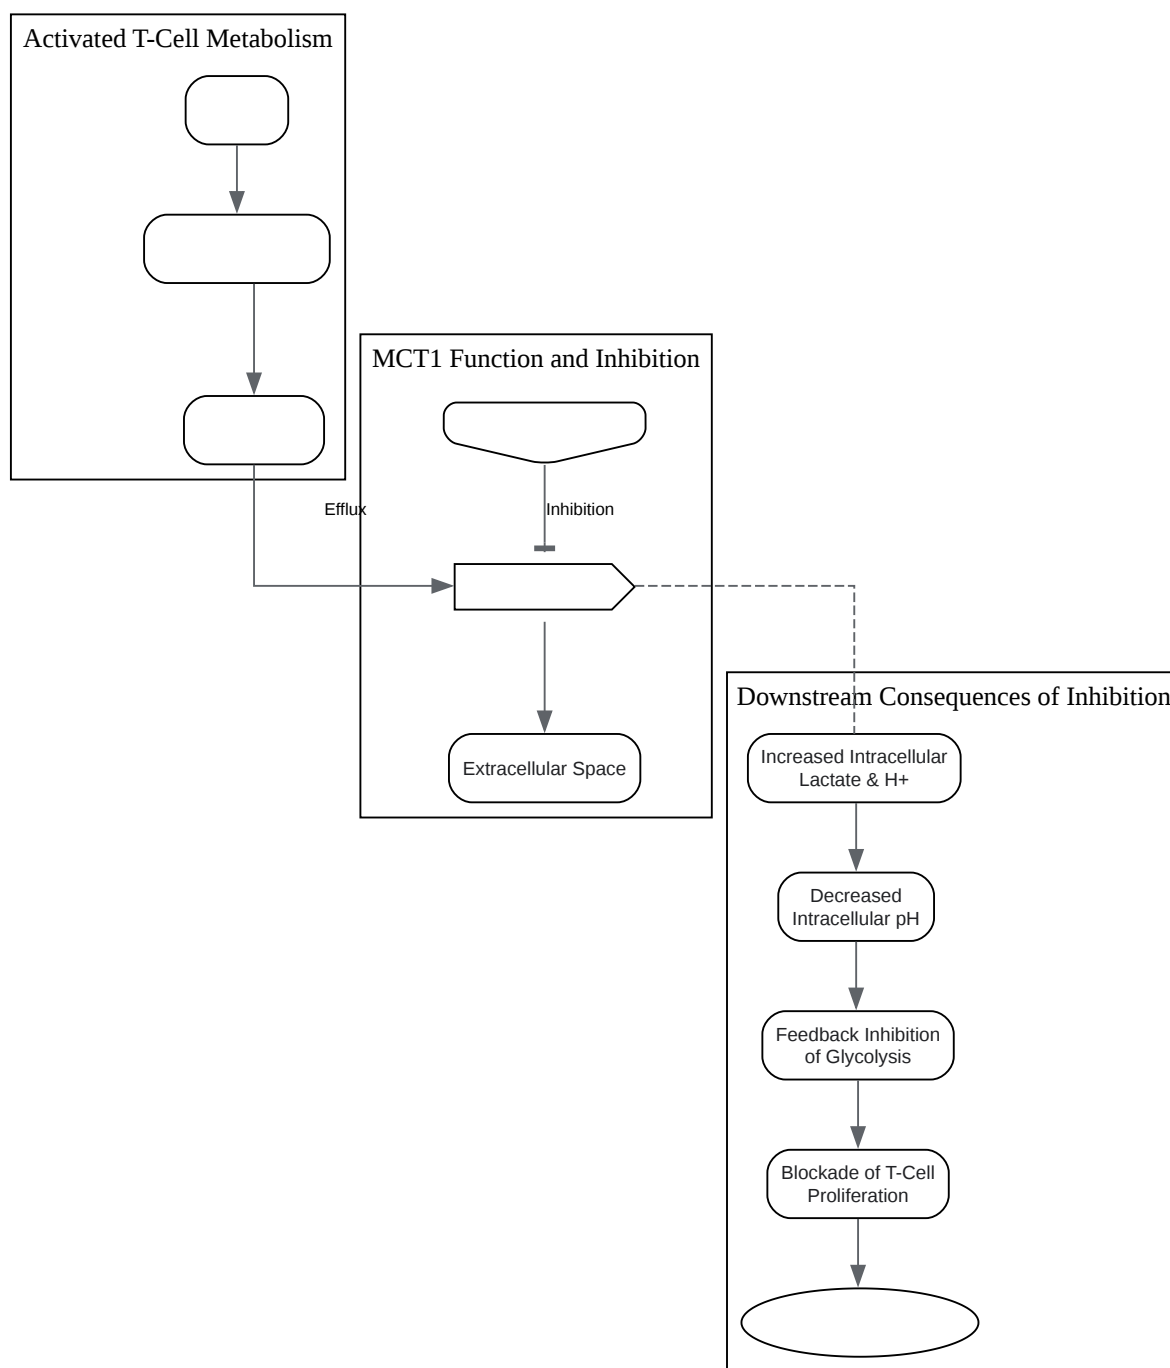 Activated T-Cell Metabolism
MCT1 Function and Inhibition
Efflux
Inhibition
Extracellular Space
Downstream Consequences of Inhibition
Increased Intracellular
Lactate & H+
Decreased
Intracellular pH
Feedback Inhibition
of Glycolysis
Blockade of T-Cell
Proliferation